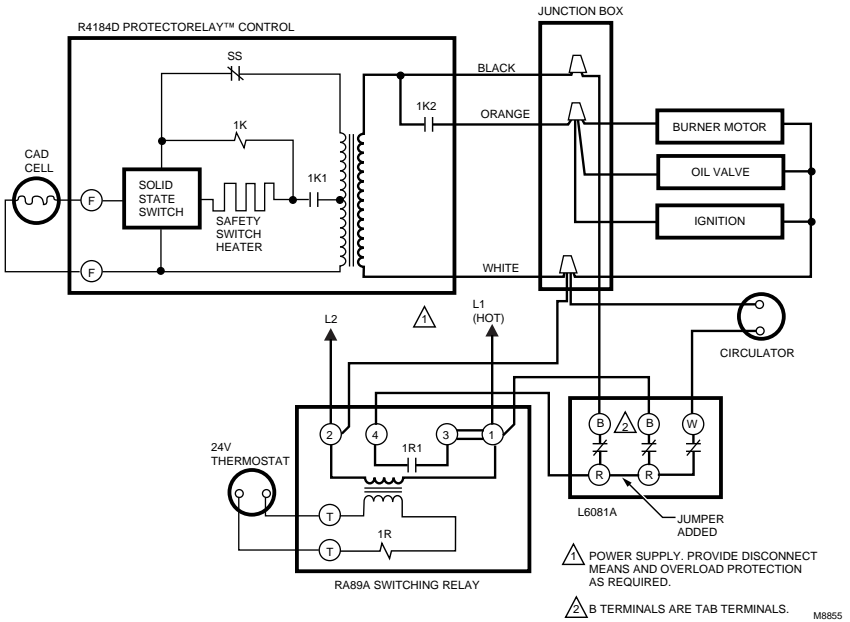 JUNCTION BOX
R4184D PROTECTORELAY™ CONTROL
SS
BLACK
1K2
ORANGE
1K
BURNER MOTOR
CAD
CELL
OIL VALVE
1K1
SOLID
STATE
SWITCH
F
SAFETY
SWITCH
HEATER
IGNITION
F
WHITE
L2
1
L1
(HOT)
CIRCULATOR
2
4
3
1
B
2
B
W
1R1
24V
THERMOSTAT
R
R
L6081A
T
JUMPER
ADDED
1R
T
RA89A SWITCHING RELAY
1 POWER SUPPLY. PROVIDE DISCONNECT
MEANS AND OVERLOAD PROTECTION
AS REQUIRED.
2 B TERMINALS ARE TAB TERMINALS.
M8855